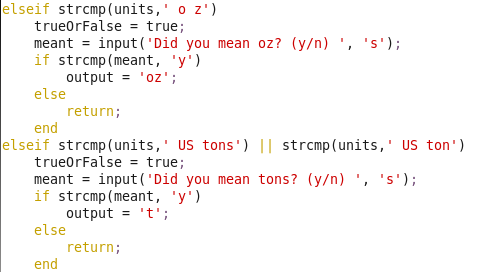 elseif strcmp(units,' o z')
    trueOrFalse = true;
    meant = input('Did you mean oz? (y/n) ', 's');
    if strcmp(meant, 'y')
        output = 'oz';
    else
        return;
    end
elseif strcmp(units,' US tons') || strcmp(units,' US ton')
    trueOrFalse = true;
    meant = input('Did you mean tons? (y/n) ', 's');
    if strcmp(meant, 'y')
        output = 't';
    else
        return;
    end